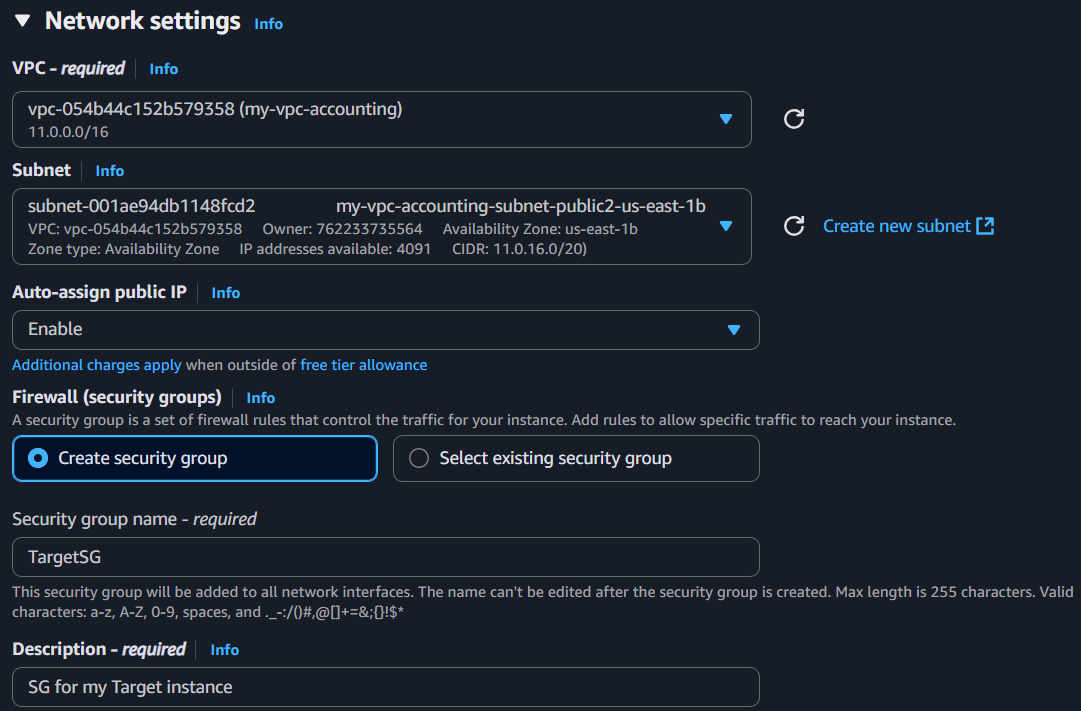 Network settings Info
VPC - required Info
vpc-054b44c152b579358 (my-vpc-accounting)
11.0.0.0/16
Subnet Info
subnet-001ae94db1148fcd2 my-vpc-accounting-subnet-public2-us-east-1b
VPC: vpc-054b44c152b579358 Owner: 762233735564 Availability Zone: us-east-1b
Zone type: Availability Zone IP addresses available: 4091 CIDR: 11.0.16.0/20)
Create new subnet
Auto-assign public IP Info
Enable
Additional charges apply when outside of free tier allowance
Firewall (security groups) Info
A security group is a set of firewall rules that control the traffic for your instance. Add rules to allow specific traffic to reach your instance.
Create security group Select existing security group
Security group name - required
TargetSG
This security group will be added to all network interfaces. The name can't be edited after the security group is created. Max length is 255 characters. Valid
characters: a-z, A-Z, 0-9, spaces, and ._-:/()#,@[]+=&;{}!$*
Description - required Info
SG for my Target instance